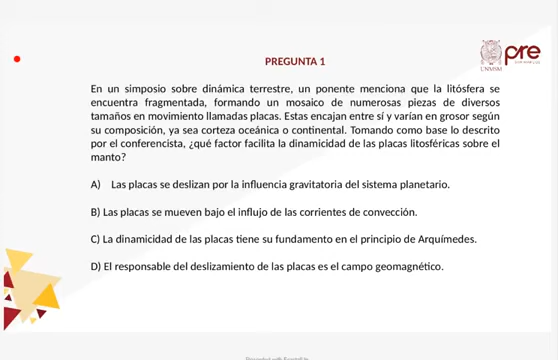 PREGUNTA 1
UNMSM
pre
En un simposio sobre dinámica terrestre, un ponente menciona que la litósfera se
encuentra fragmentada, formando un mosaico de numerosas piezas de diversos
tamaños en movimiento llamadas placas. Estas encajan entre sí y varían en grosor según
su composición, ya sea corteza oceánica o continental. Tomando como base lo descrito
por el conferencista, ¿qué factor facilita la dinamicidad de las placas litosféricas sobre el
manto?
A) Las placas se deslizan por la influencia gravitatoria del sistema planetario.
B) Las placas se mueven bajo el influjo de las corrientes de convección.
C) La dinamicidad de las placas tiene su fundamento en el principio de Arquímedes.
D) El responsable del deslizamiento de las placas es el campo geomagnético.